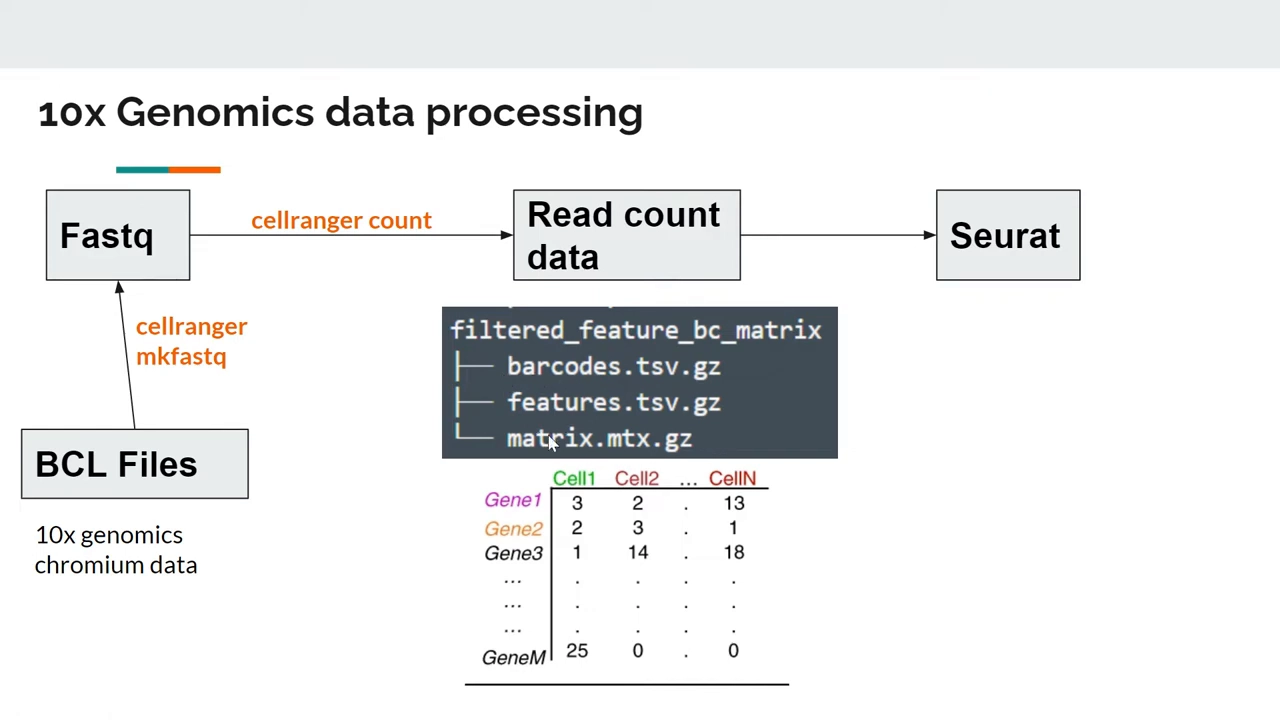 10x Genomics data processing
Fastq
cellranger count
Read count
data
Seurat
cellranger
mkfastq
BCL Files
10x genomics
chromium data
filtered_feature_bc_matrix
├── barcodes.tsv.gz
├── features.tsv.gz
└── matrix.mtx.gz
Cell1 Cell2 ... CellN
Gene1 3 2 . 13
Gene2 2 3 . 1
Gene3 1 14 . 18
... . . . .
... . . . .
... . . . .
GeneM 25 0 . 0